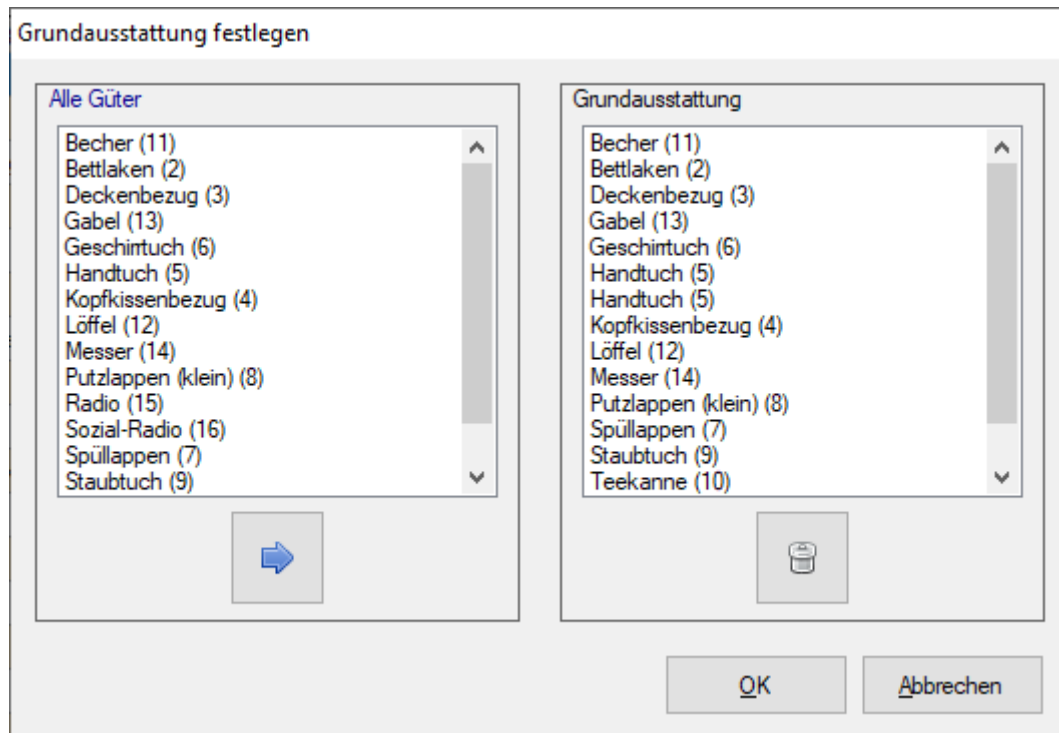 Grundausstattung festlegen
Alle Güter
Becher (11)
Bettlaken (2)
Deckenbezug (3)
Gabel (13)
Geschirrtuch (6)
Handtuch (5)
Kopfkissenbezug (4)
Löffel (12)
Messer (14)
Putzlappen (klein) (8)
Radio (15)
Sozial-Radio (16)
Spüllappen (7)
Staubtuch (9)
Grundausstattung
Becher (11)
Bettlaken (2)
Deckenbezug (3)
Gabel (13)
Geschirrtuch (6)
Handtuch (5)
Handtuch (5)
Kopfkissenbezug (4)
Löffel (12)
Messer (14)
Putzlappen (klein) (8)
Spüllappen (7)
Staubtuch (9)
Teekanne (10)
OK
Abbrechen